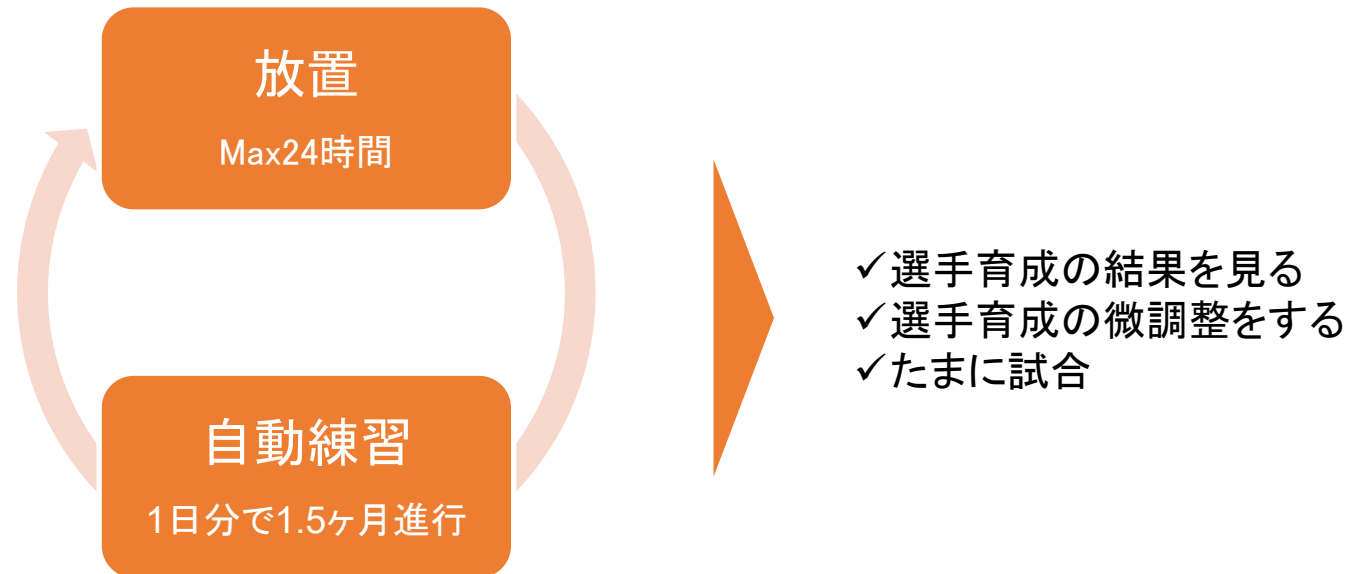 放置
Max24時間
自動練習
1日分で1.5ヶ月進行
✓選手育成の結果を見る
✓選手育成の微調整をする
✓たまに試合